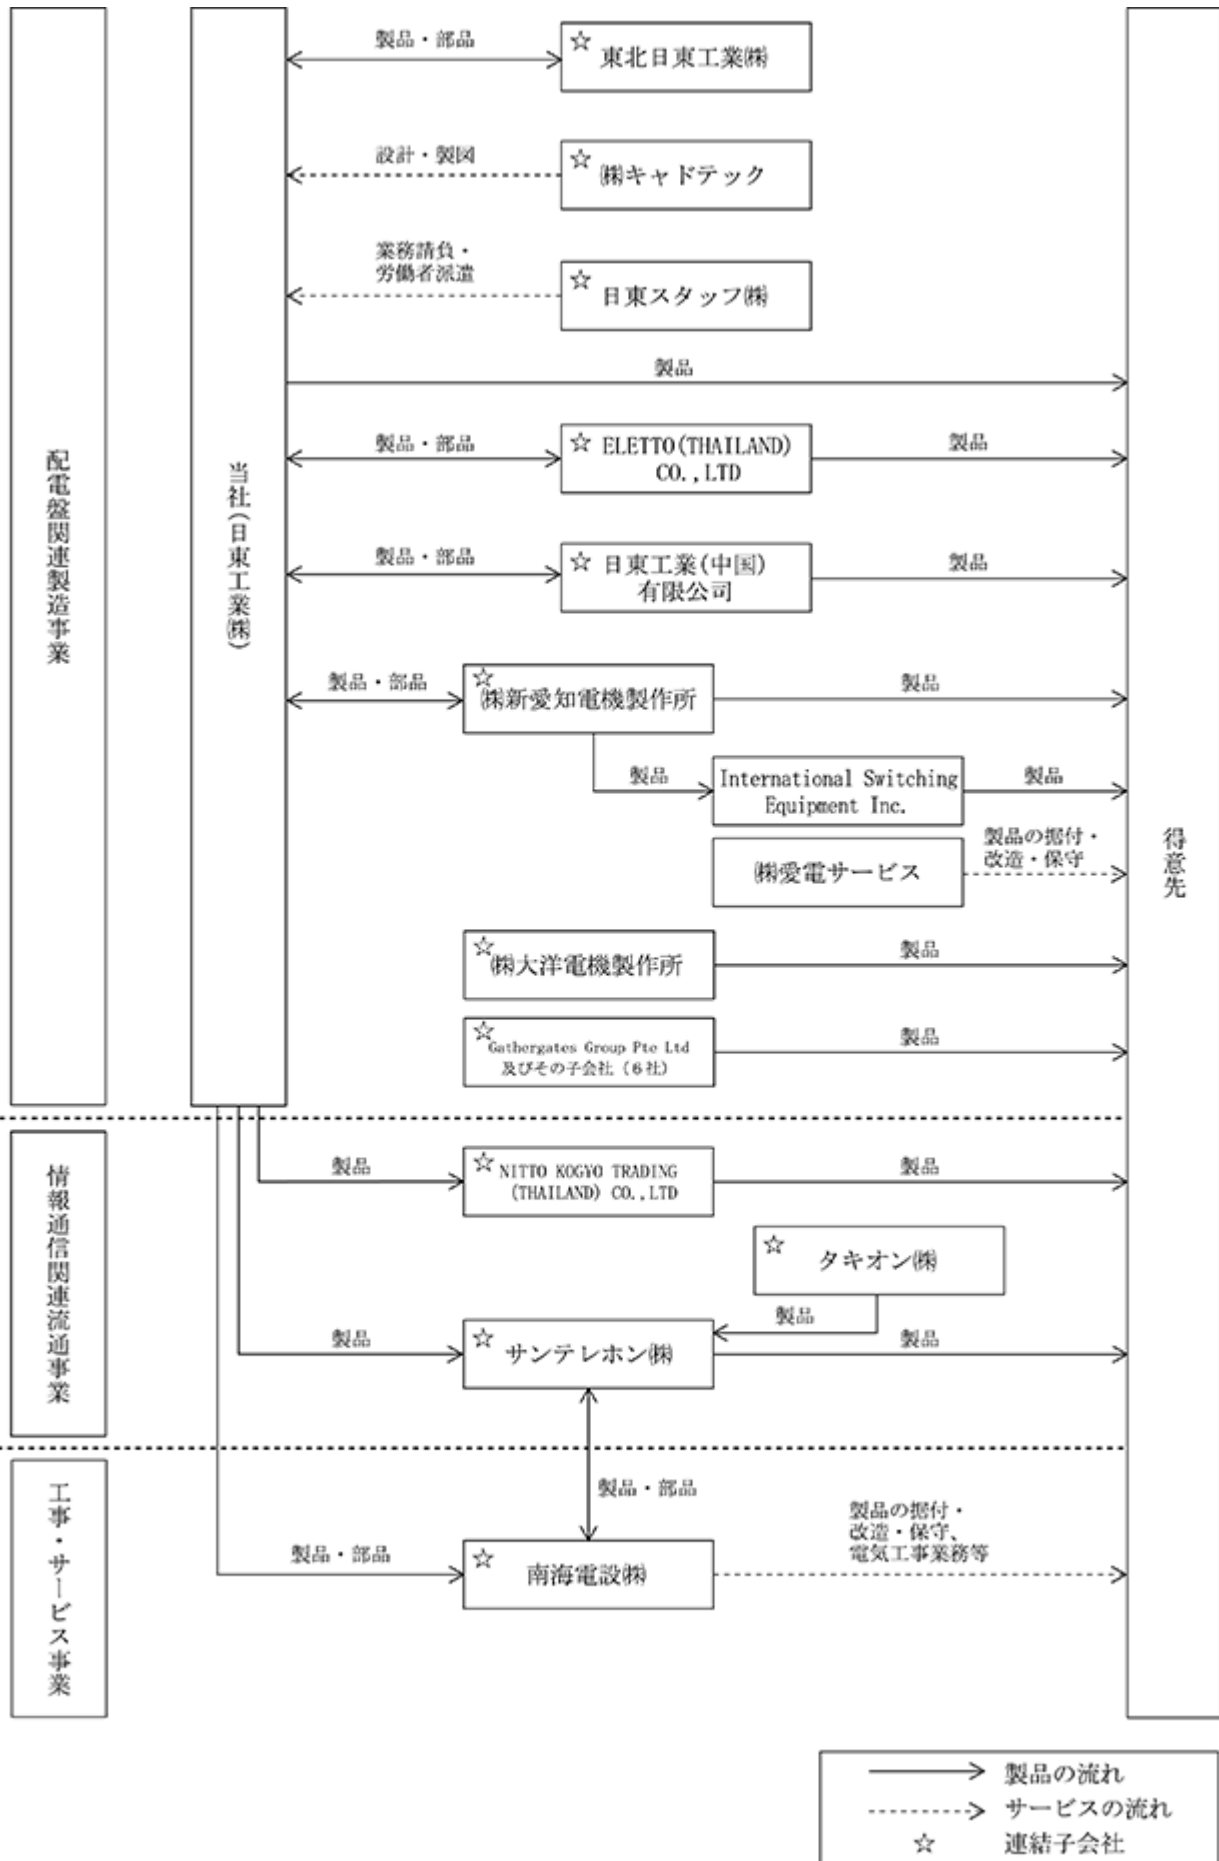 配電盤関連製造事業
当社(日東工業㈱)
得意先
製品・部品
☆ 東北日東工業㈱
設計・製図
☆ ㈱キャドテック
業務請負・
労働者派遣
☆ 日東スタッフ㈱
製品
製品・部品
☆ ELETTO(THAILAND)
CO.,LTD
製品
製品・部品
☆ 日東工業(中国)
有限公司
製品
製品・部品
☆ ㈱新愛知電機製作所
製品
製品
International Switching
Equipment Inc.
製品
㈱愛電サービス
製品の据付・
改造・保守
☆ ㈱大洋電機製作所
製品
☆ Gathergates Group Pte Ltd
及びその子会社(6社)
製品
情報通信関連流通事業
製品
☆ NITTO KOGYO TRADING
(THAILAND) CO.,LTD
製品
☆ タキオン㈱
製品
製品
☆ サンテレホン㈱
製品
製品・部品
工事・サービス事業
製品・部品
☆ 南海電設㈱
製品の据付・
改造・保守、
電気工事業務等
製品の流れ
サービスの流れ
☆ 連結子会社